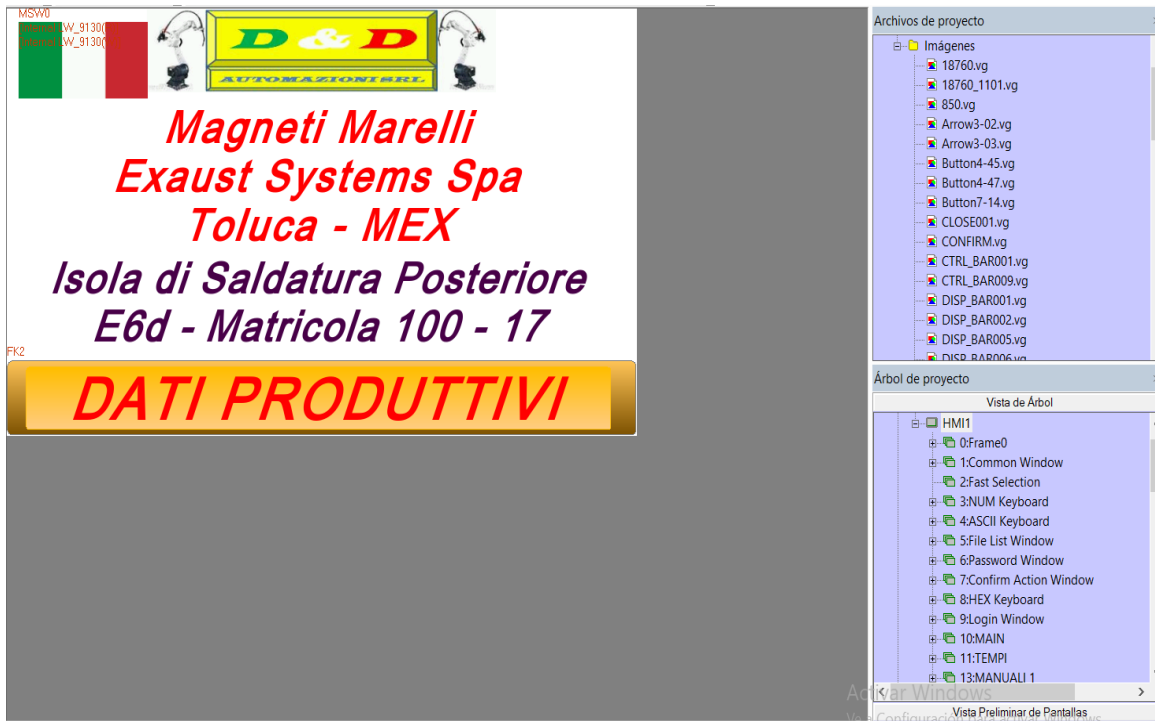 MSW0
D & D
AUTOMAZIONI SRL
Magneti Marelli
Exaust Systems Spa
Toluca - MEX
Isola di Saldatura Posteriore
E6d - Matricola 100 - 17
FK2
DATI PRODUTTIVI
Archivos de proyecto
Imágenes
18760.vg
18760_1101.vg
850.vg
Arrow3-02.vg
Arrow3-03.vg
Button4-45.vg
Button4-47.vg
Button7-14.vg
CLOSE001.vg
CONFIRM.vg
CTRL_BAR001.vg
CTRL_BAR009.vg
DISP_BAR001.vg
DISP_BAR002.vg
DISP_BAR005.vg
DISP_BAR006.vg
Árbol de proyecto
Vista de Árbol
HMI1
0:Frame0
1:Common Window
2:Fast Selection
3:NUM Keyboard
4:ASCII Keyboard
5:File List Window
6:Password Window
7:Confirm Action Window
8:HEX Keyboard
9:Login Window
10:MAIN
11:TEMPI
13:MANUALI 1
Activar Windows
Vista Preliminar de Pantallas